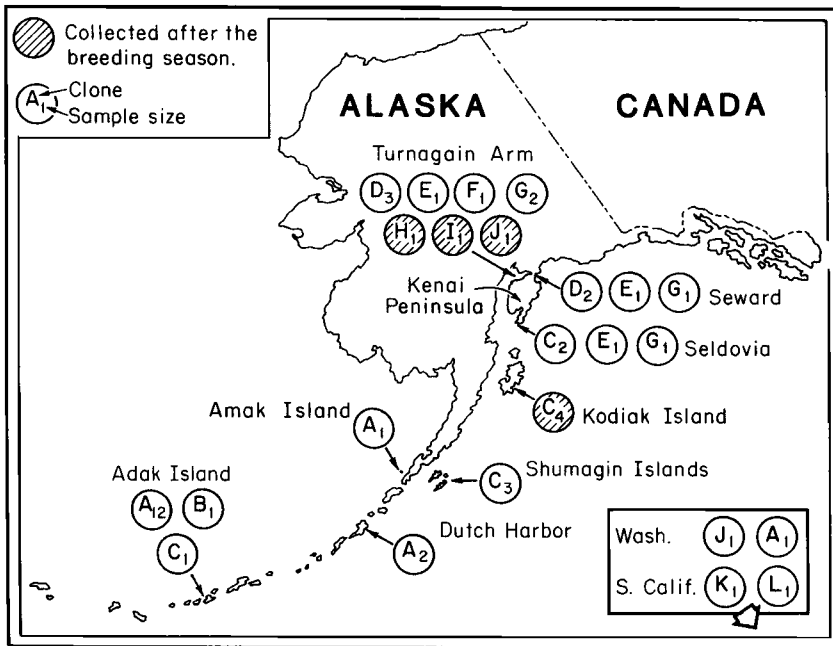 Collected after the
breeding season.
A1
Clone
Sample size
ALASKA CANADA
Turnagain Arm
D3 E1 F1 G2
H1 I1 J1
Kenai
Peninsula
D2 E1 G1 Seward
C2 E1 G1 Seldovia
C4 Kodiak Island
Amak Island
A1
Shumagin Islands
C3
Adak Island
A12 B1
C1
Dutch Harbor
A2
Wash. J1 A1
S. Calif. K1 L1